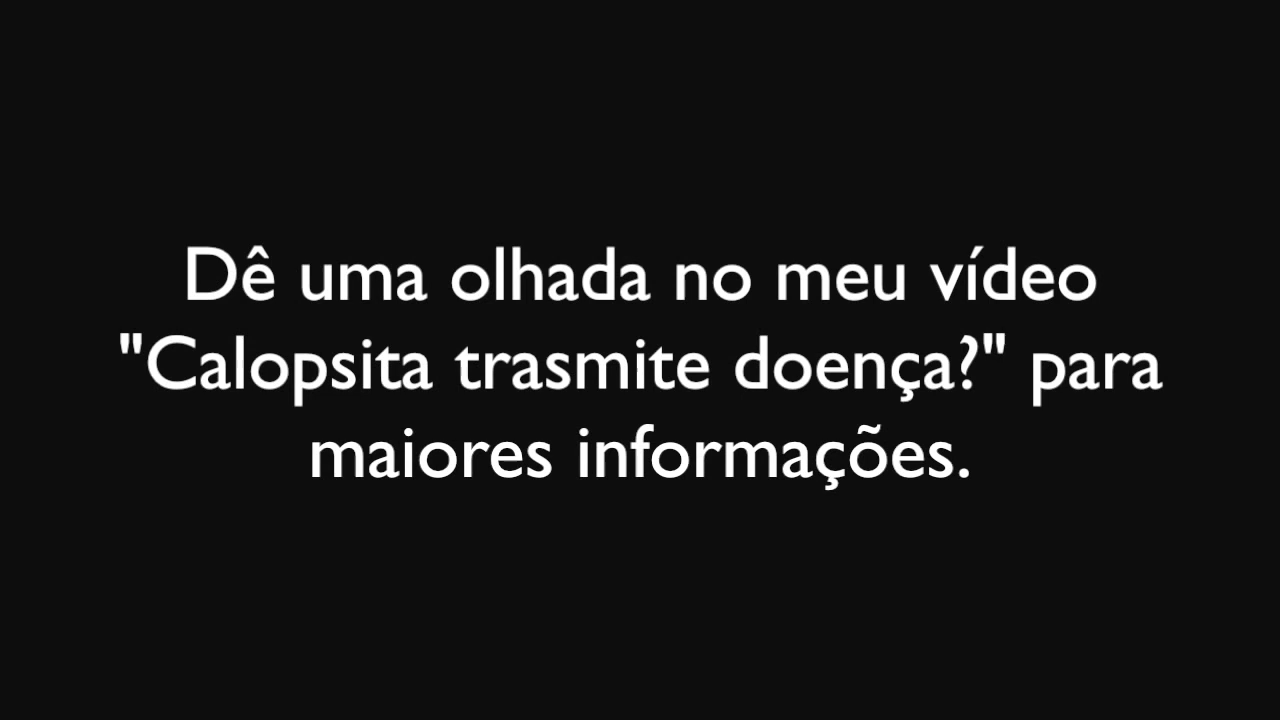 Dê uma olhada no meu vídeo
"Calopsita trasmite doença?" para
maiores informações.